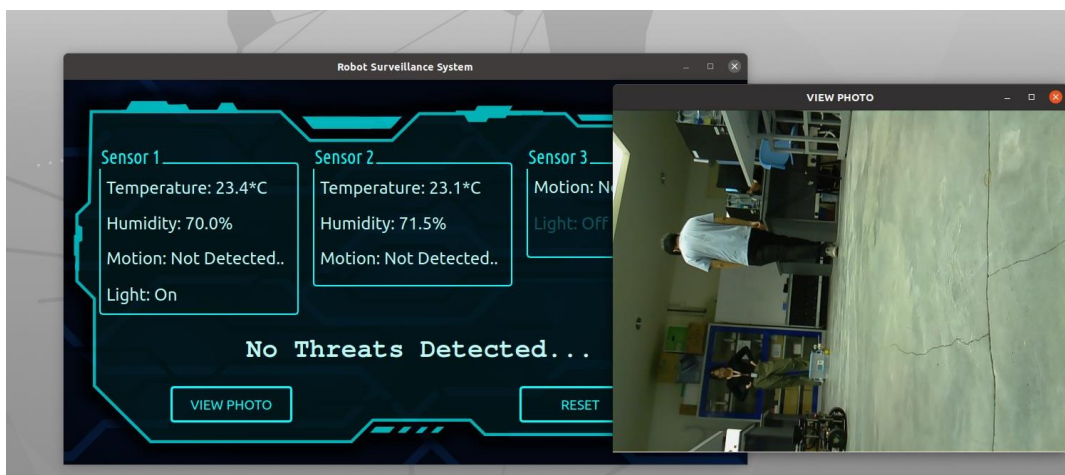 Robot Surveillance System
VIEW PHOTO
Sensor 1
Temperature: 23.4*C
Humidity: 70.0%
Motion: Not Detected..
Light: On
Sensor 2
Temperature: 23.1*C
Humidity: 71.5%
Motion: Not Detected..
Sensor 3
Motion:
Light: Off
No Threats Detected...
VIEW PHOTO
RESET